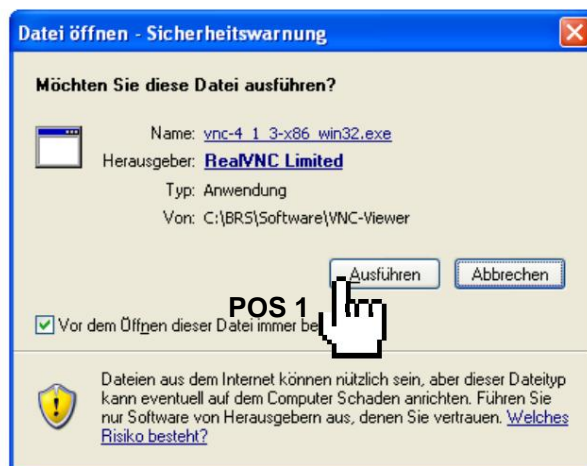 Datei öffnen - Sicherheitswarnung
Möchten Sie diese Datei ausführen?
Name: vnc-4_1_3-x86_win32.exe
Herausgeber: RealVNC Limited
Typ: Anwendung
Von: C:\BRS\Software\VNC-Viewer
Ausführen Abbrechen
POS 1
Vor dem Öffnen dieser Datei immer be
Dateien aus dem Internet können nützlich sein, aber dieser Dateityp
kann eventuell auf dem Computer Schaden anrichten. Führen Sie
nur Software von Herausgebern aus, denen Sie vertrauen. Welches
Risiko besteht?